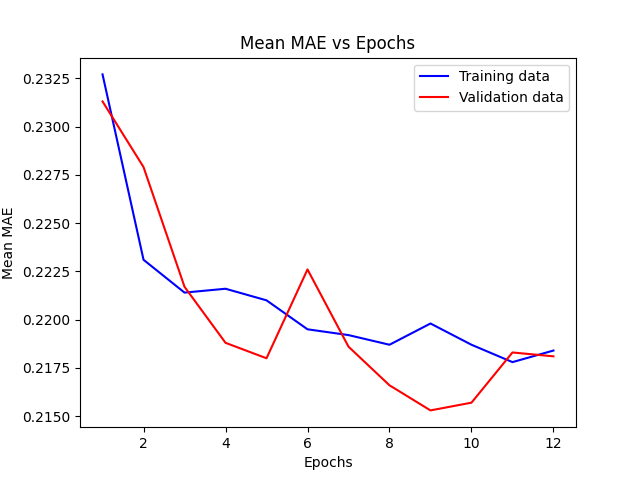 Mean MAE vs Epochs
Training data
Validation data
0.2325
0.2300
0.2275
0.2250
0.2225
0.2200
0.2175
0.2150
Mean MAE
2 4 6 8 10 12
Epochs